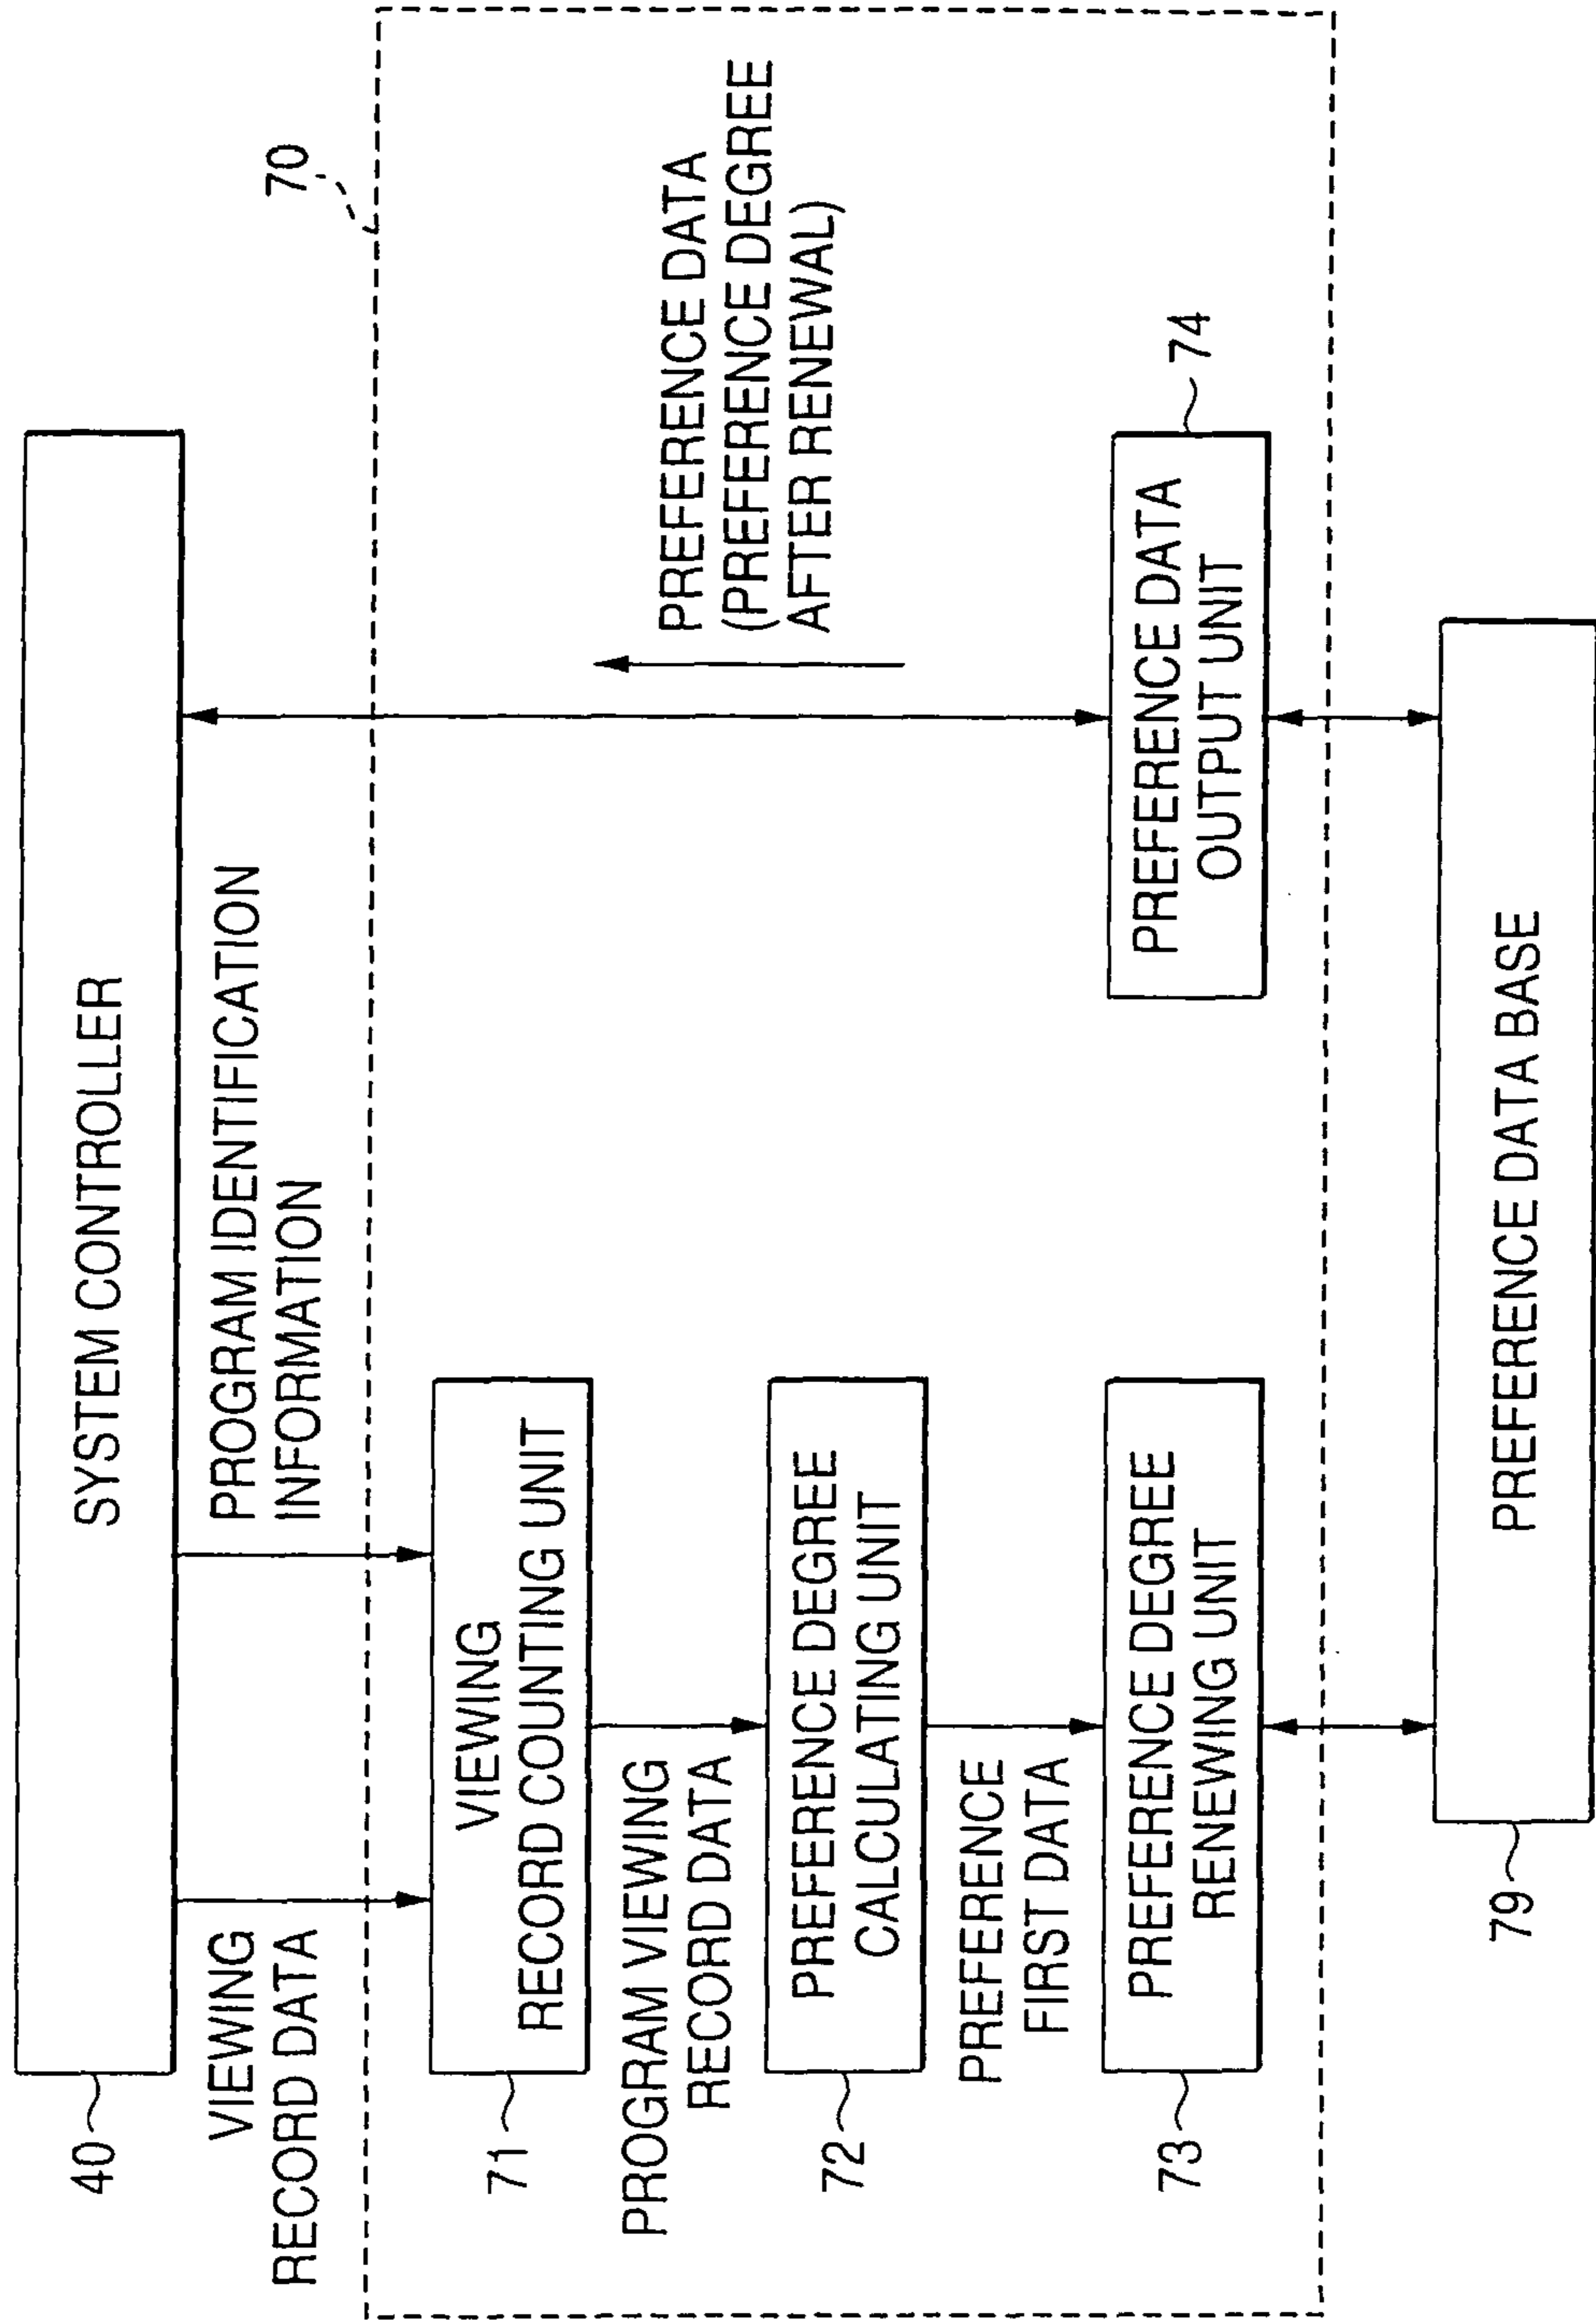 70
SYSTEM CONTROLLER
40
VIEWING
RECORD DATA
PROGRAM IDENTIFICATION
INFORMATION
VIEWING
RECORD COUNTING UNIT
71
PROGRAM VIEWING
RECORD DATA
PREFERENCE DEGREE
CALCULATING UNIT
72
PREFERENCE
FIRST DATA
PREFERENCE DEGREE
RENEWING UNIT
73
PREFERENCE DATA
(PREFERENCE DEGREE
AFTER RENEWAL)
PREFERENCE DATA
OUTPUT UNIT
74
PREFERENCE DATA BASE
79